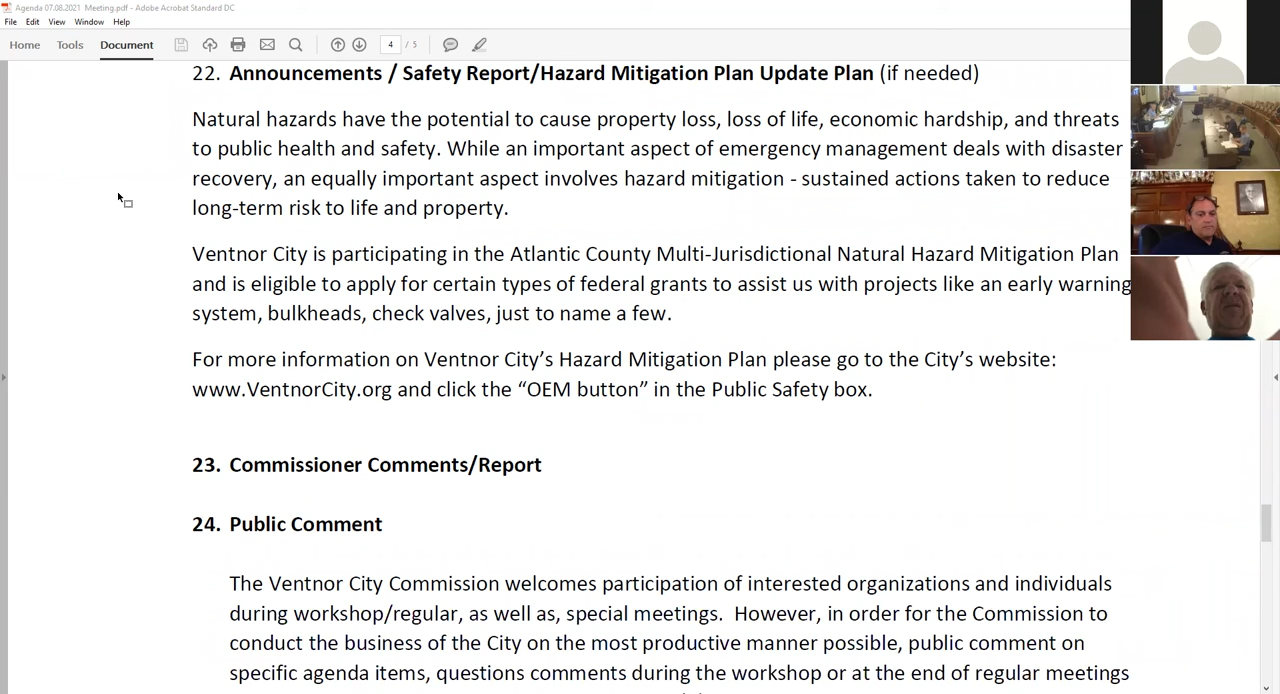 Agenda 07.08.2021 Meeting.pdf - Adobe Acrobat Standard DC
File Edit View Window Help
Home Tools Document 4 / 5
22. Announcements / Safety Report/Hazard Mitigation Plan Update Plan (if needed)
Natural hazards have the potential to cause property loss, loss of life, economic hardship, and threats
to public health and safety. While an important aspect of emergency management deals with disaster
recovery, an equally important aspect involves hazard mitigation - sustained actions taken to reduce
long-term risk to life and property.
Ventnor City is participating in the Atlantic County Multi-Jurisdictional Natural Hazard Mitigation Plan
and is eligible to apply for certain types of federal grants to assist us with projects like an early warning
system, bulkheads, check valves, just to name a few.
For more information on Ventnor City’s Hazard Mitigation Plan please go to the City’s website:
www.VentnorCity.org and click the “OEM button” in the Public Safety box.
23. Commissioner Comments/Report
24. Public Comment
The Ventnor City Commission welcomes participation of interested organizations and individuals
during workshop/regular, as well as, special meetings. However, in order for the Commission to
conduct the business of the City on the most productive manner possible, public comment on
specific agenda items, questions comments during the workshop or at the end of regular meetings